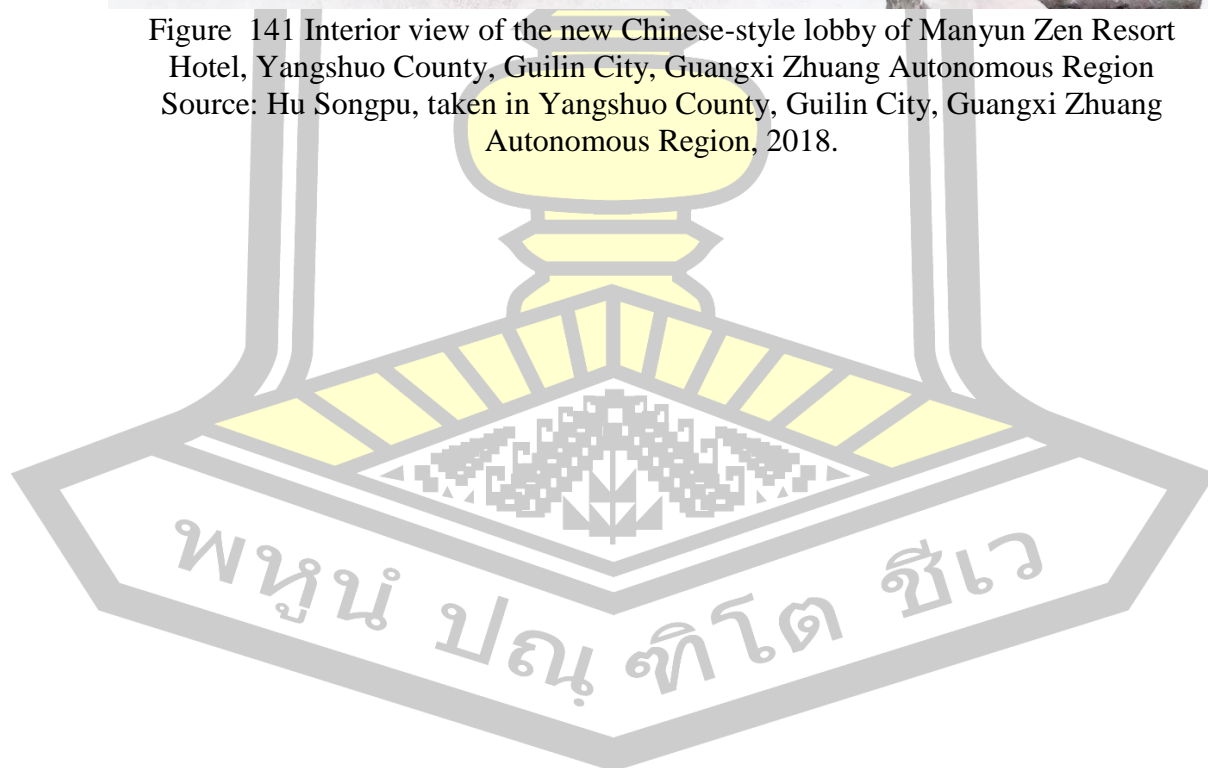 Figure 141 Interior view of the new Chinese-style lobby of Manyun Zen Resort
Hotel, Yangshuo County, Guilin City, Guangxi Zhuang Autonomous Region
Source: Hu Songpu, taken in Yangshuo County, Guilin City, Guangxi Zhuang
Autonomous Region, 2018.
พหูนํ ปณฺฑิโต ชีเว